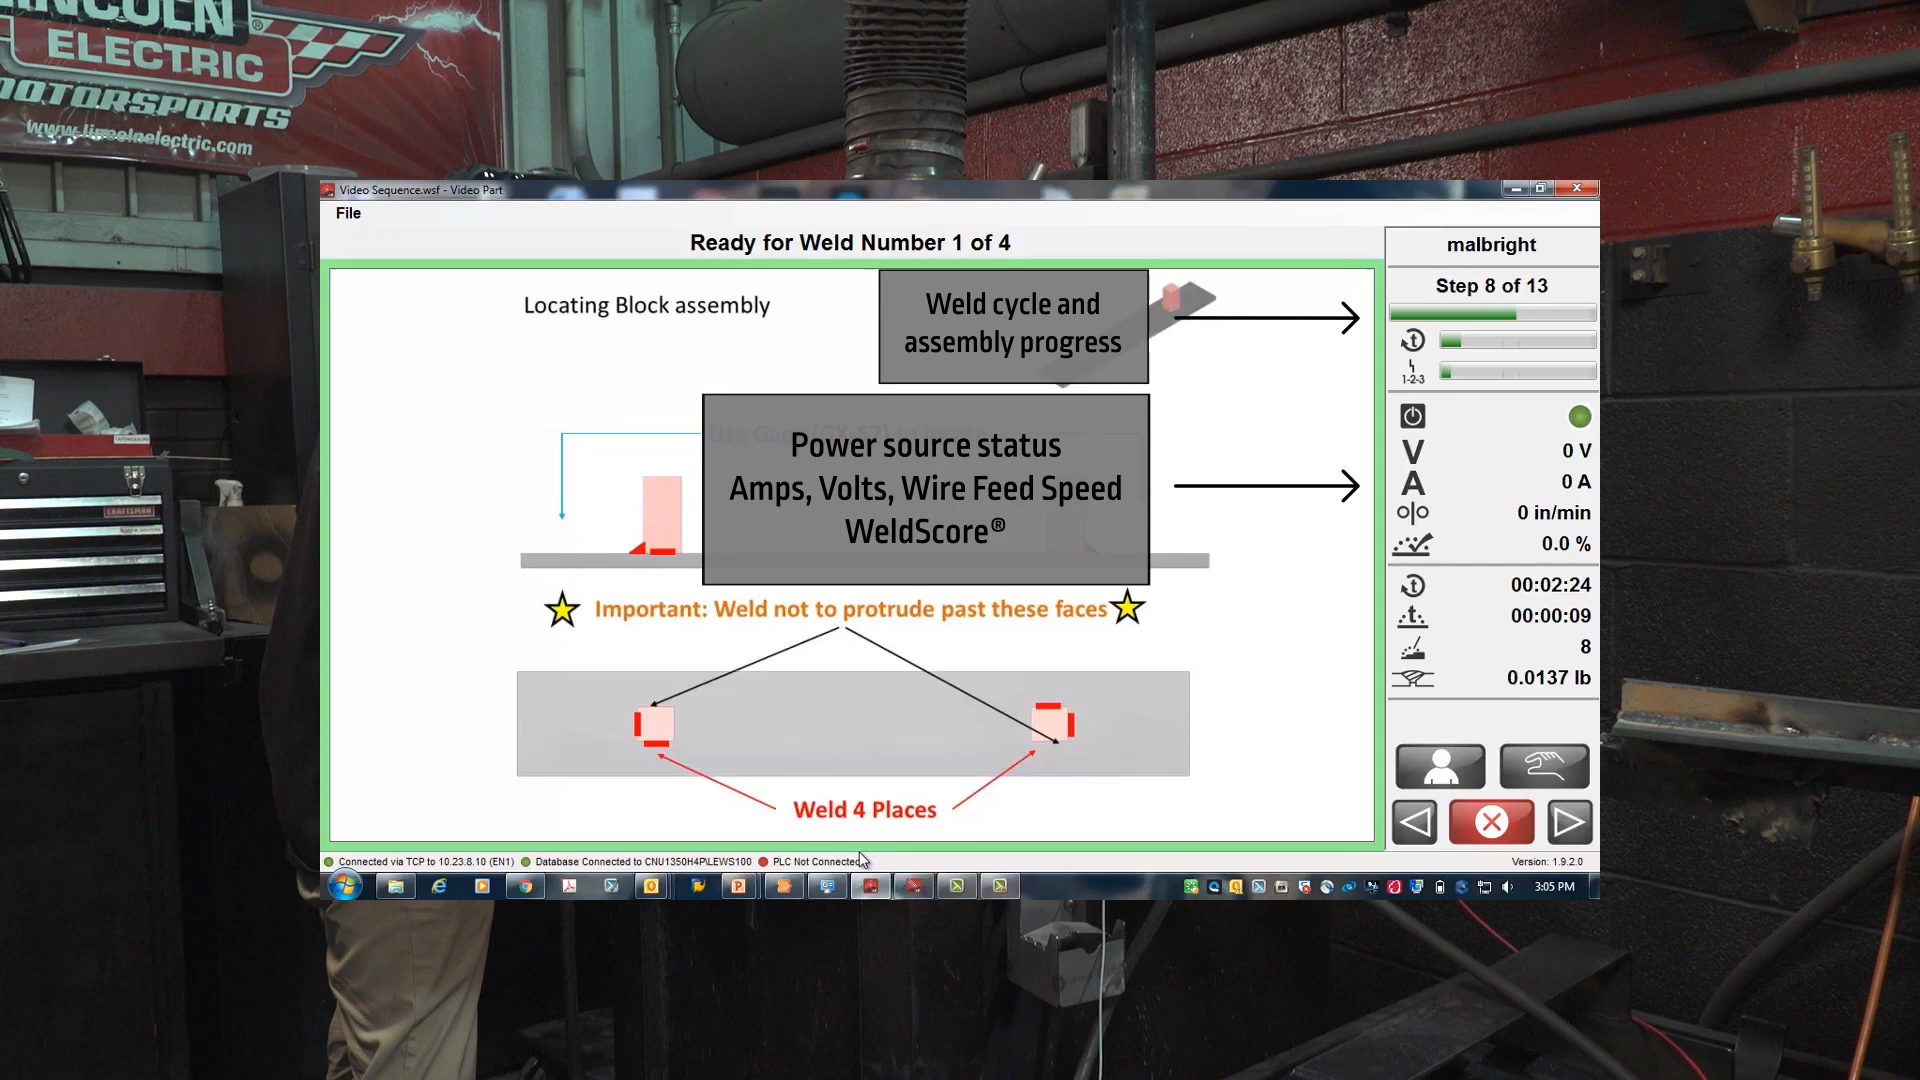 LINCOLN
ELECTRIC
MOTORSPORTS
www.lincolnelectric.com
Video Sequence.wsf - Video Part
File
Ready for Weld Number 1 of 4
malbright
Step 8 of 13
Locating Block assembly
Weld cycle and
assembly progress
1-2-3
Power source status
Amps, Volts, Wire Feed Speed
WeldScore®
V 0 V
A 0 A
0 in/min
0.0 %
Important: Weld not to protrude past these faces
00:02:24
00:00:09
8
0.0137 lb
Weld 4 Places
Connected via TCP to 10.23.8.10 (EN1)
Database Connected to CNU1350H4P\LEWS100
PLC Not Connected
Version: 1.9.2.0
3:05 PM
CRAFTSMAN